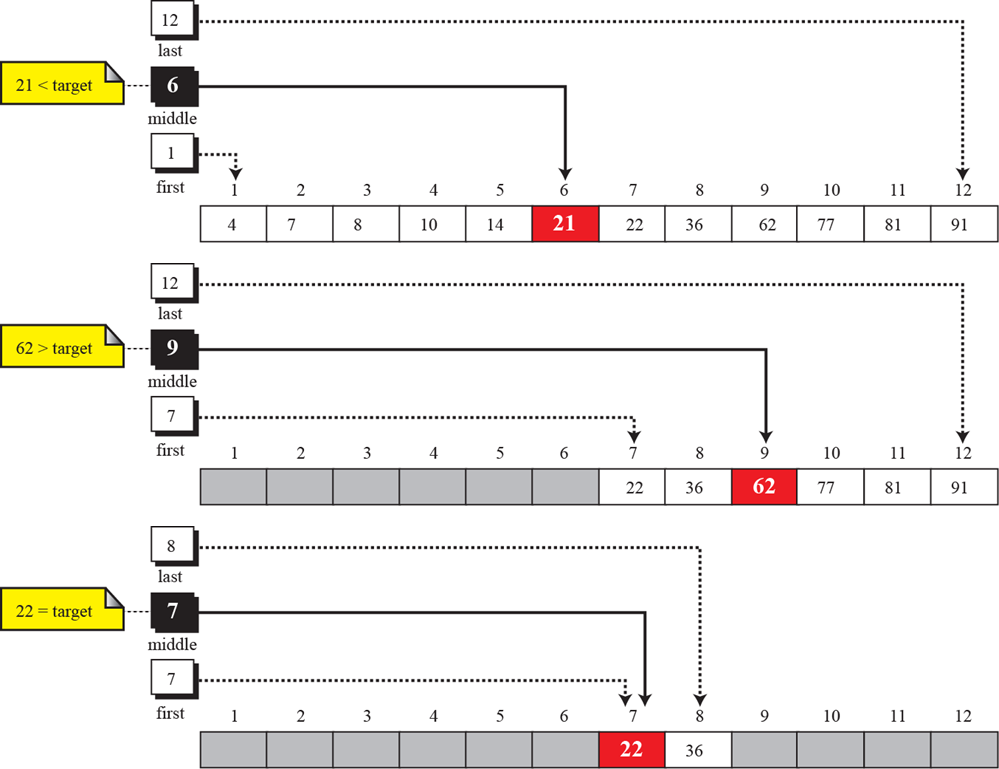 12
last
21 < target
6
middle
1
first
1 2 3 4 5 6 7 8 9 10 11 12
4 7 8 10 14 21 22 36 62 77 81 91
12
last
62 > target
9
middle
7
first
1 2 3 4 5 6 7 8 9 10 11 12
22 36 62 77 81 91
8
last
22 = target
7
middle
7
first
1 2 3 4 5 6 7 8 9 10 11 12
22 36